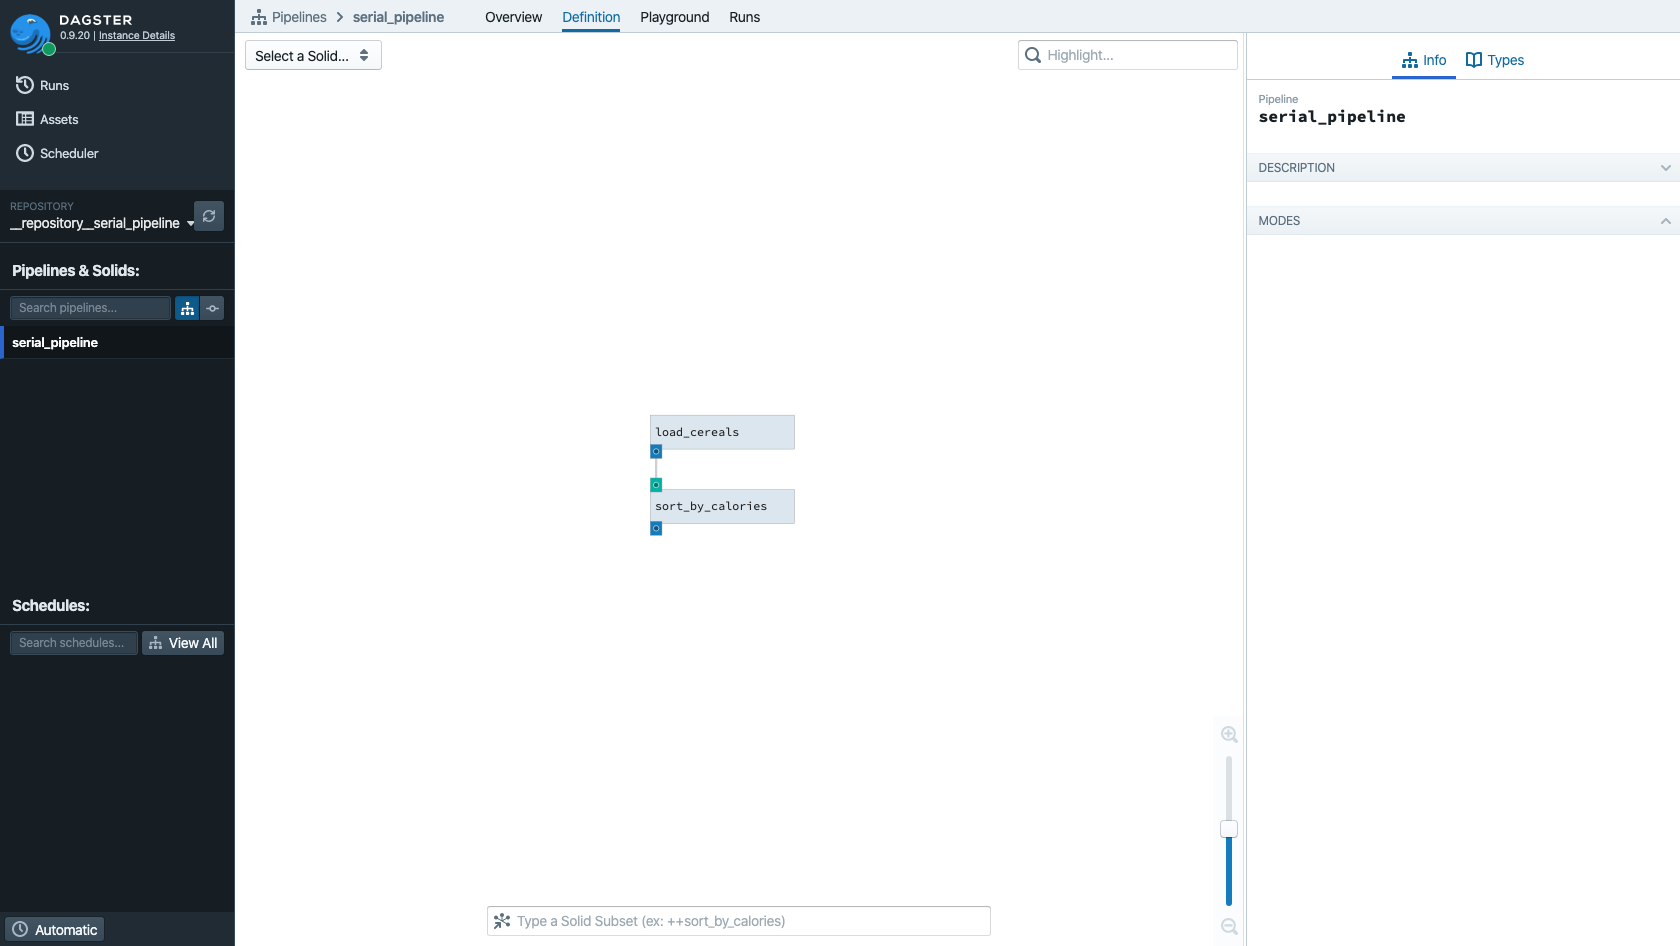 DAGSTER
0.9.20 | Instance Details
Runs
Assets
Scheduler
REPOSITORY
__repository__serial_pipeline
Pipelines & Solids:
Search pipelines...
serial_pipeline
Schedules:
Search schedules...
View All
Automatic
Pipelines
serial_pipeline
Overview
Definition
Playground
Runs
Select a Solid...
Highlight...
load_cereals
sort_by_calories
Type a Solid Subset (ex: ++sort_by_calories)
Info
Types
Pipeline
serial_pipeline
DESCRIPTION
MODES